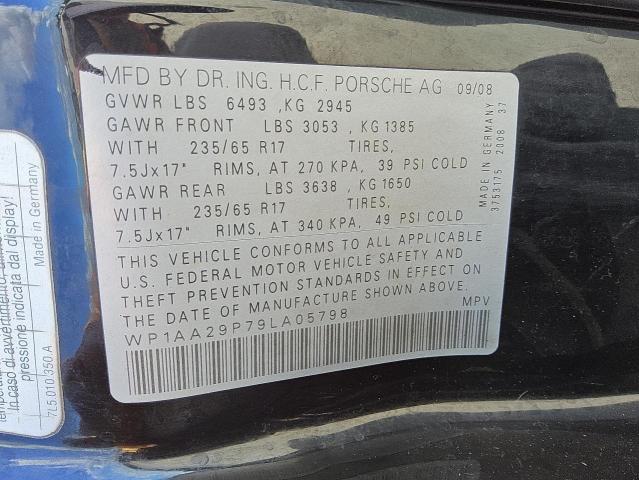 MFD BY DR. ING. H.C.F. PORSCHE AG 09/08
GVWR LBS 6493 ,KG 2945
GAWR FRONT LBS 3053 , KG 1385
WITH 235/65 R17 TIRES,
7.5Jx17" RIMS, AT 270 KPA, 39 PSI COLD
GAWR REAR LBS 3638 , KG 1650
WITH 235/65 R17 TIRES,
7.5Jx17" RIMS, AT 340 KPA, 49 PSI COLD
THIS VEHICLE CONFORMS TO ALL APPLICABLE
U.S. FEDERAL MOTOR VEHICLE SAFETY AND
THEFT PREVENTION STANDARDS IN EFFECT ON
THE DATE OF MANUFACTURE SHOWN ABOVE.
WP1AA29P79LA05798 MPV
MADE IN GERMANY
3753175 2008 37
In caso di avvertimento,
pressione indicata dal display!
Made in Germany
7L5.010.350.A